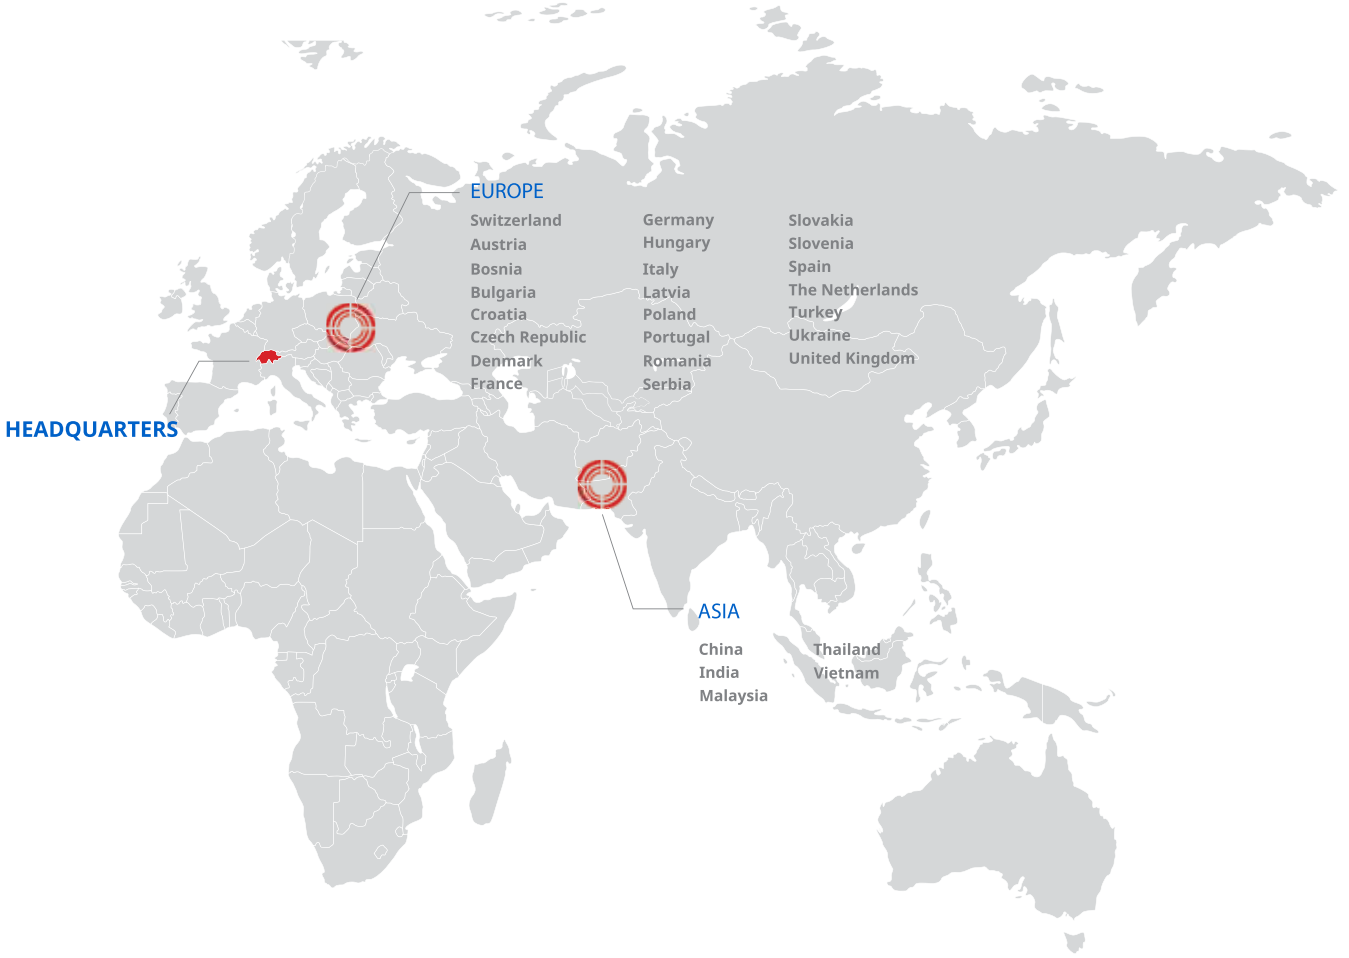 EUROPE
Switzerland
Austria
Bosnia
Bulgaria
Croatia
Czech Republic
Denmark
France
Germany
Hungary
Italy
Latvia
Poland
Portugal
Romania
Serbia
Slovakia
Slovenia
Spain
The Netherlands
Turkey
Ukraine
United Kingdom
HEADQUARTERS
ASIA
China
India
Malaysia
Thailand
Vietnam